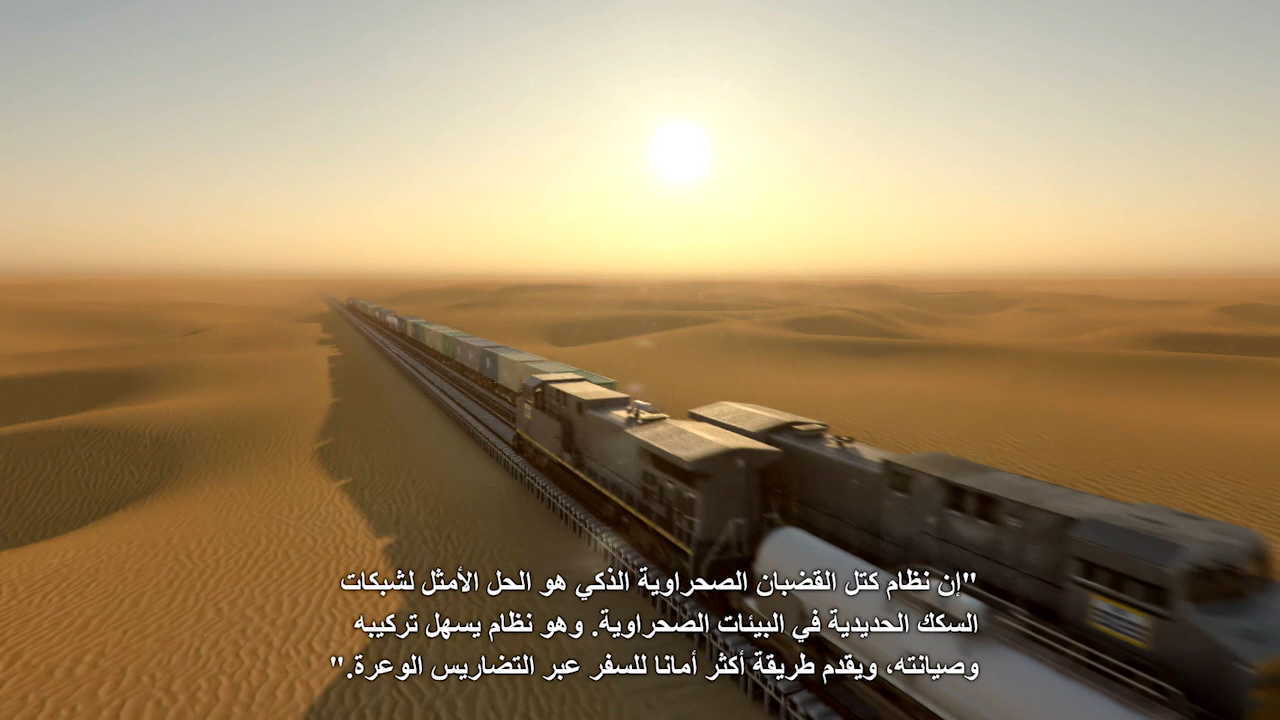 "إن نظام كتل القضبان الصحراوية الذكي هو الحل الأمثل لشبكات
السكك الحديدية في البيئات الصحراوية. وهو نظام يسهل تركيبه
وصيانته، ويقدم طريقة أكثر أمانا للسفر عبر التضاريس الوعرة."